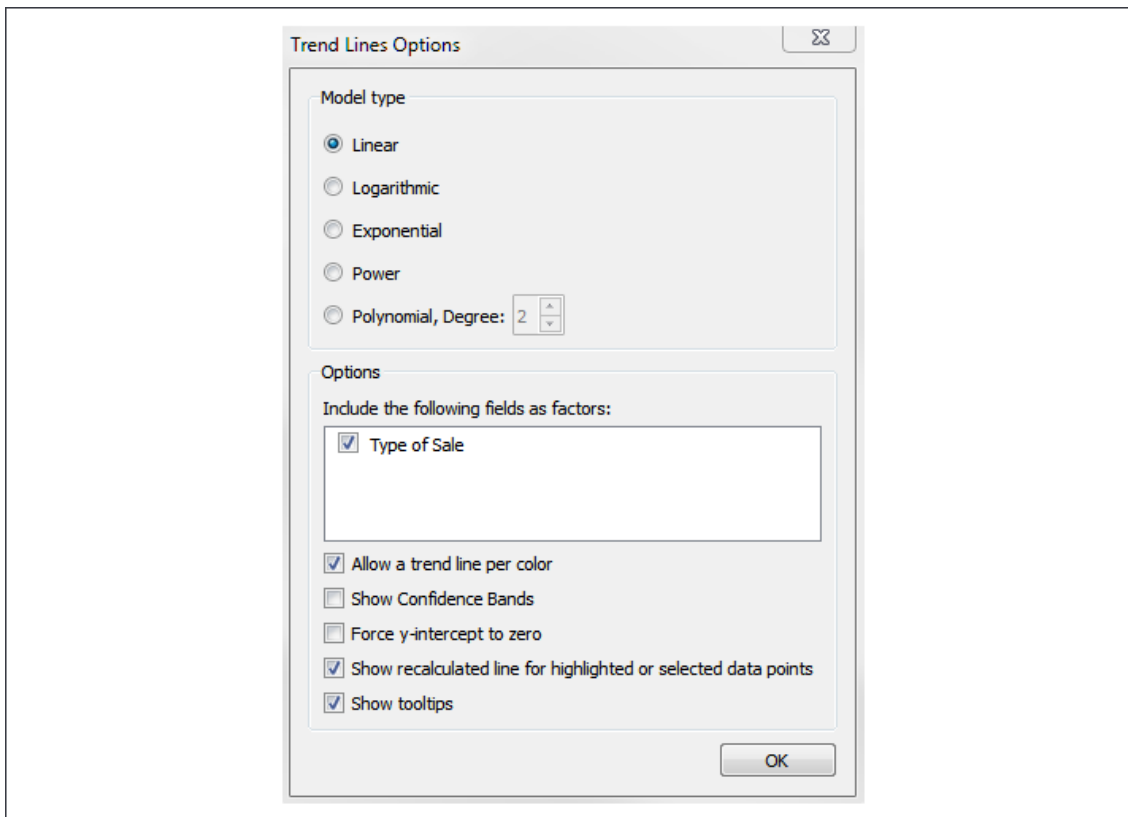 Trend Lines Options
Model type
Linear
Logarithmic
Exponential
Power
Polynomial, Degree: 2
Options
Include the following fields as factors:
Type of Sale
Allow a trend line per color
Show Confidence Bands
Force y-intercept to zero
Show recalculated line for highlighted or selected data points
Show tooltips
OK